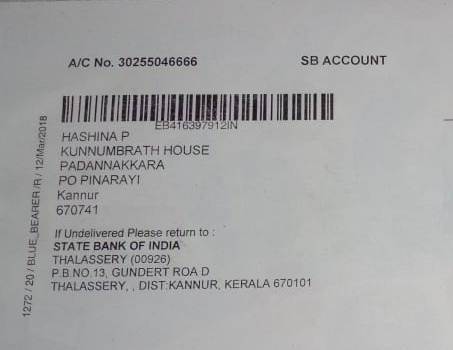 A/C No. 30255046666 SB ACCOUNT
EB416397912IN
HASHINA P
KUNNUMBRATH HOUSE
PADANNAKKARA
PO PINARAYI
Kannur
670741
If Undelivered Please return to :
STATE BANK OF INDIA
THALASSERY (00926)
P.B.NO.13, GUNDERT ROA D
THALASSERY, , DIST:KANNUR, KERALA 670101
1272 / 20 / BLUE_BEARER /R / 12/Mar/2018